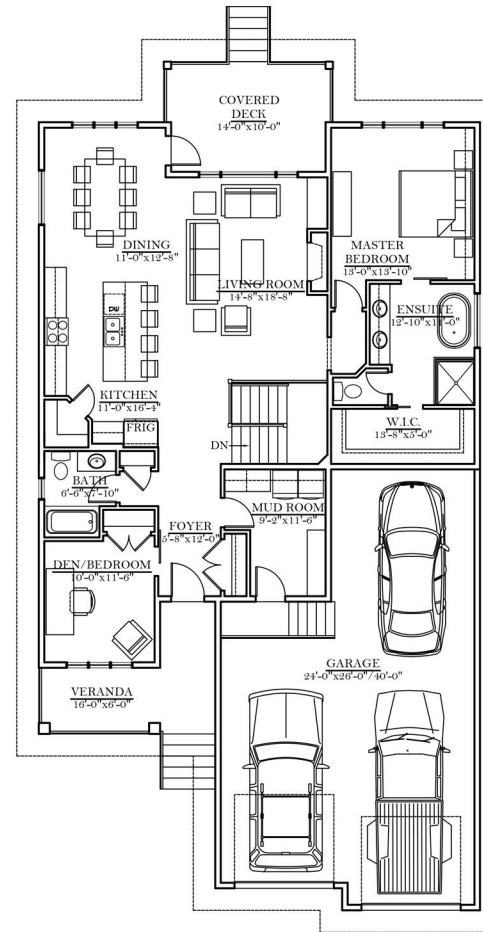 COVERED
DECK
14'-0"x10'-0"
DINING
11'-0"x12'-8"
LIVING ROOM
14'-8"x18'-8"
MASTER
BEDROOM
13'-0"x13'-10"
ENSUITE
12'-10"x11'-0"
DW
KITCHEN
11'-0"x16'-4"
FRIG
W.I.C.
13'-8"x5'-0"
DN
BATH
6'-6"x7'-10"
FOYER
5'-8"x12'-0"
MUD ROOM
9'-2"x11'-6"
DEN/BEDROOM
10'-0"x11'-6"
GARAGE
24'-0"x26'-0"/40'-0"
VERANDA
16'-0"x6'-0"